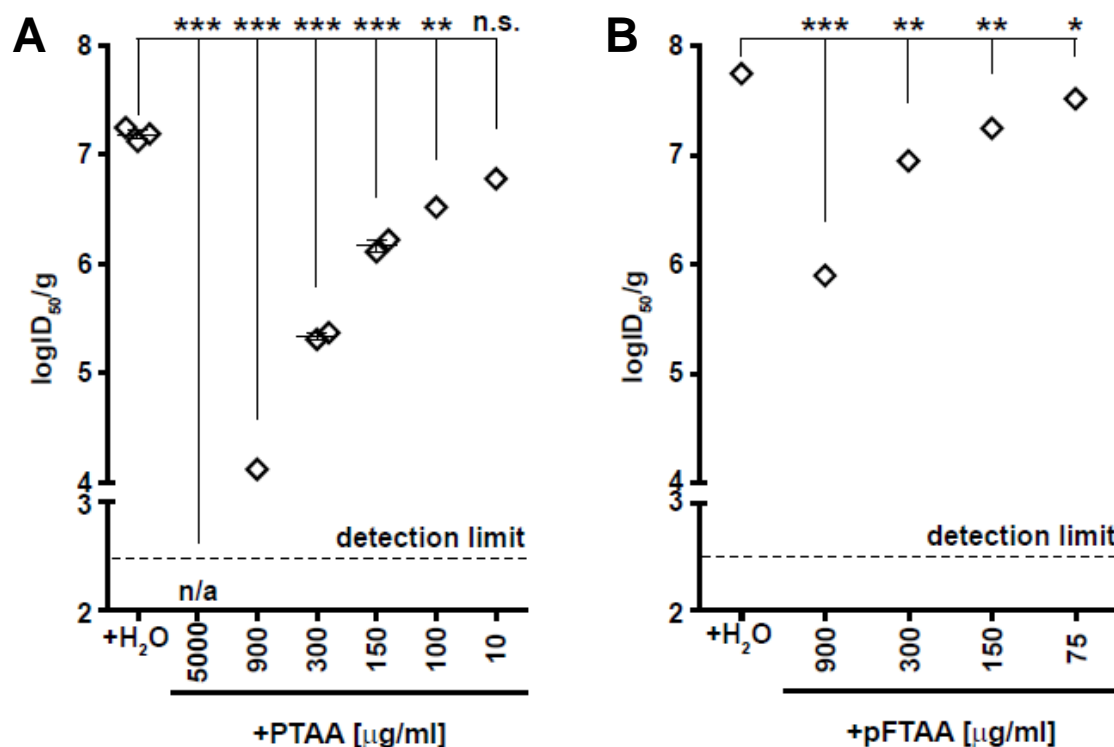 A
*** *** *** *** ** n.s.
8
7
6
5
4
3
2
logID50/g
detection limit
n/a
+H2O 5000 900 300 150 100 10
+PTAA [μg/ml]
B
*** ** ** *
8
7
6
5
4
3
2
logID50/g
detection limit
+H2O 900 300 150 75
+pFTAA [μg/ml]